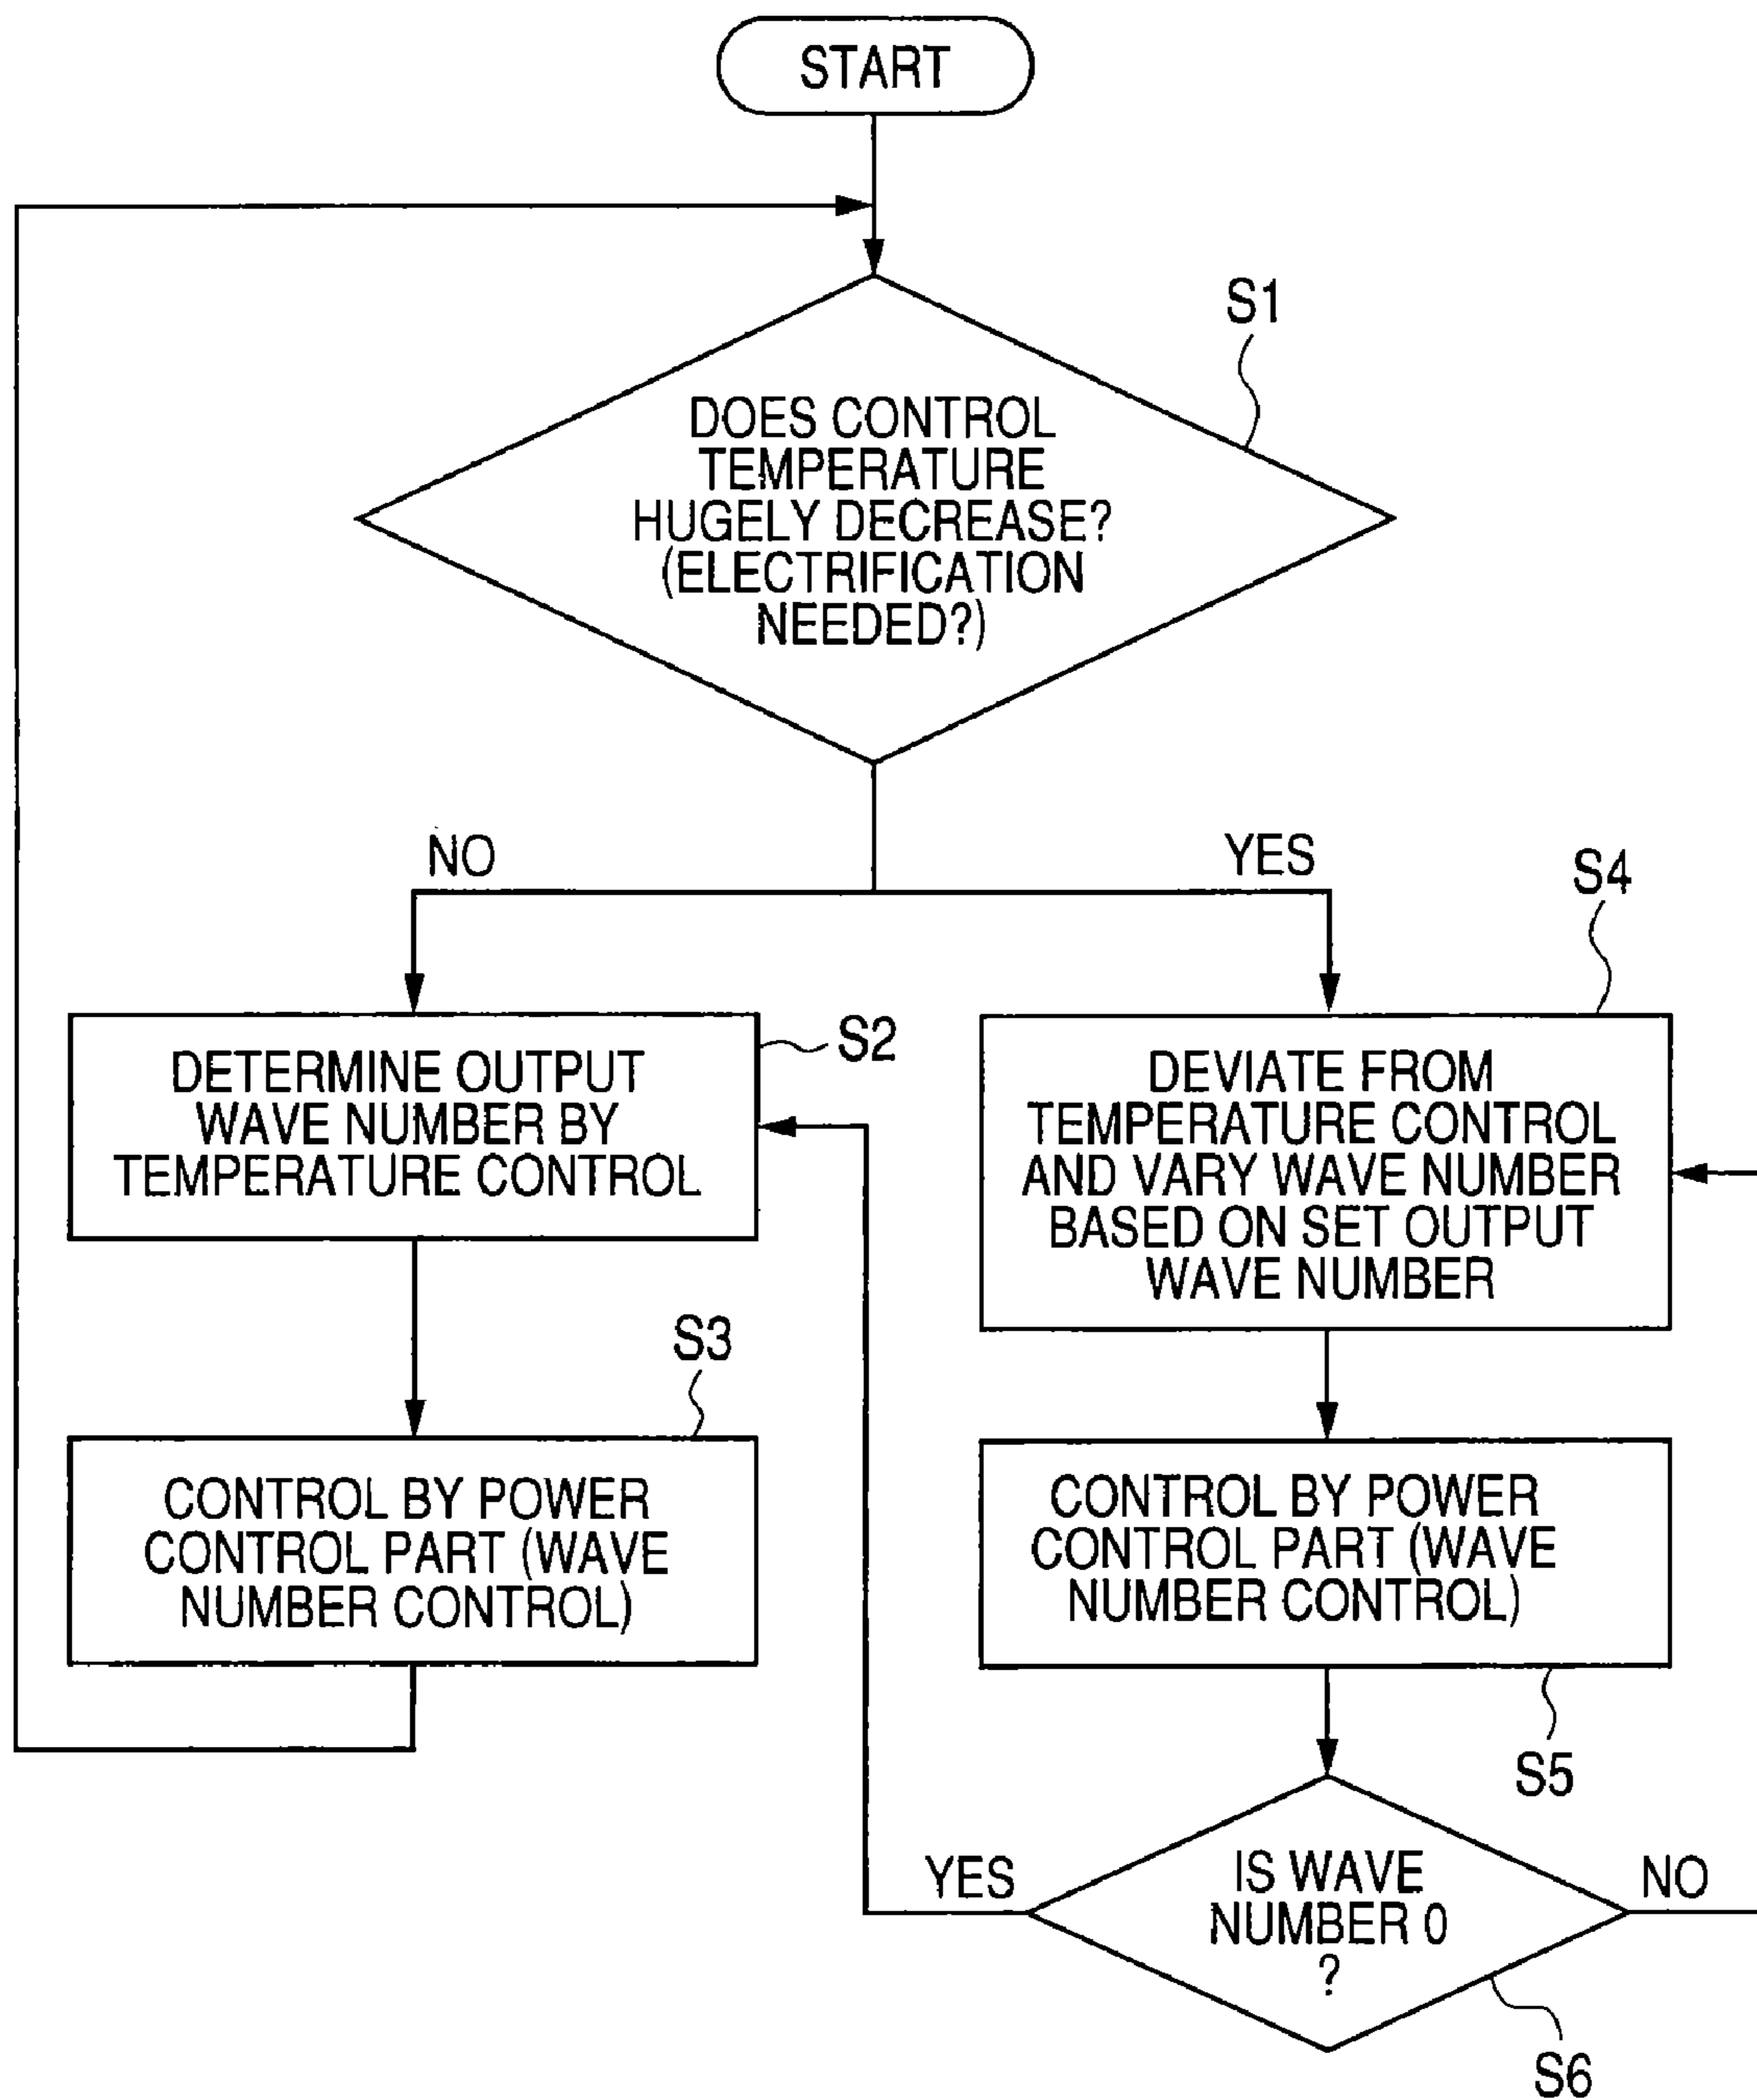 START
S1
DOES CONTROL
TEMPERATURE
HUGELY DECREASE?
(ELECTRIFICATION
NEEDED?)
NO
YES
S2
DETERMINE OUTPUT
WAVE NUMBER BY
TEMPERATURE CONTROL
S4
DEVIATE FROM
TEMPERATURE CONTROL
AND VARY WAVE NUMBER
BASED ON SET OUTPUT
WAVE NUMBER
S3
CONTROL BY POWER
CONTROL PART (WAVE
NUMBER CONTROL)
CONTROL BY POWER
CONTROL PART (WAVE
NUMBER CONTROL)
S5
YES
IS WAVE
NUMBER 0
?
NO
S6